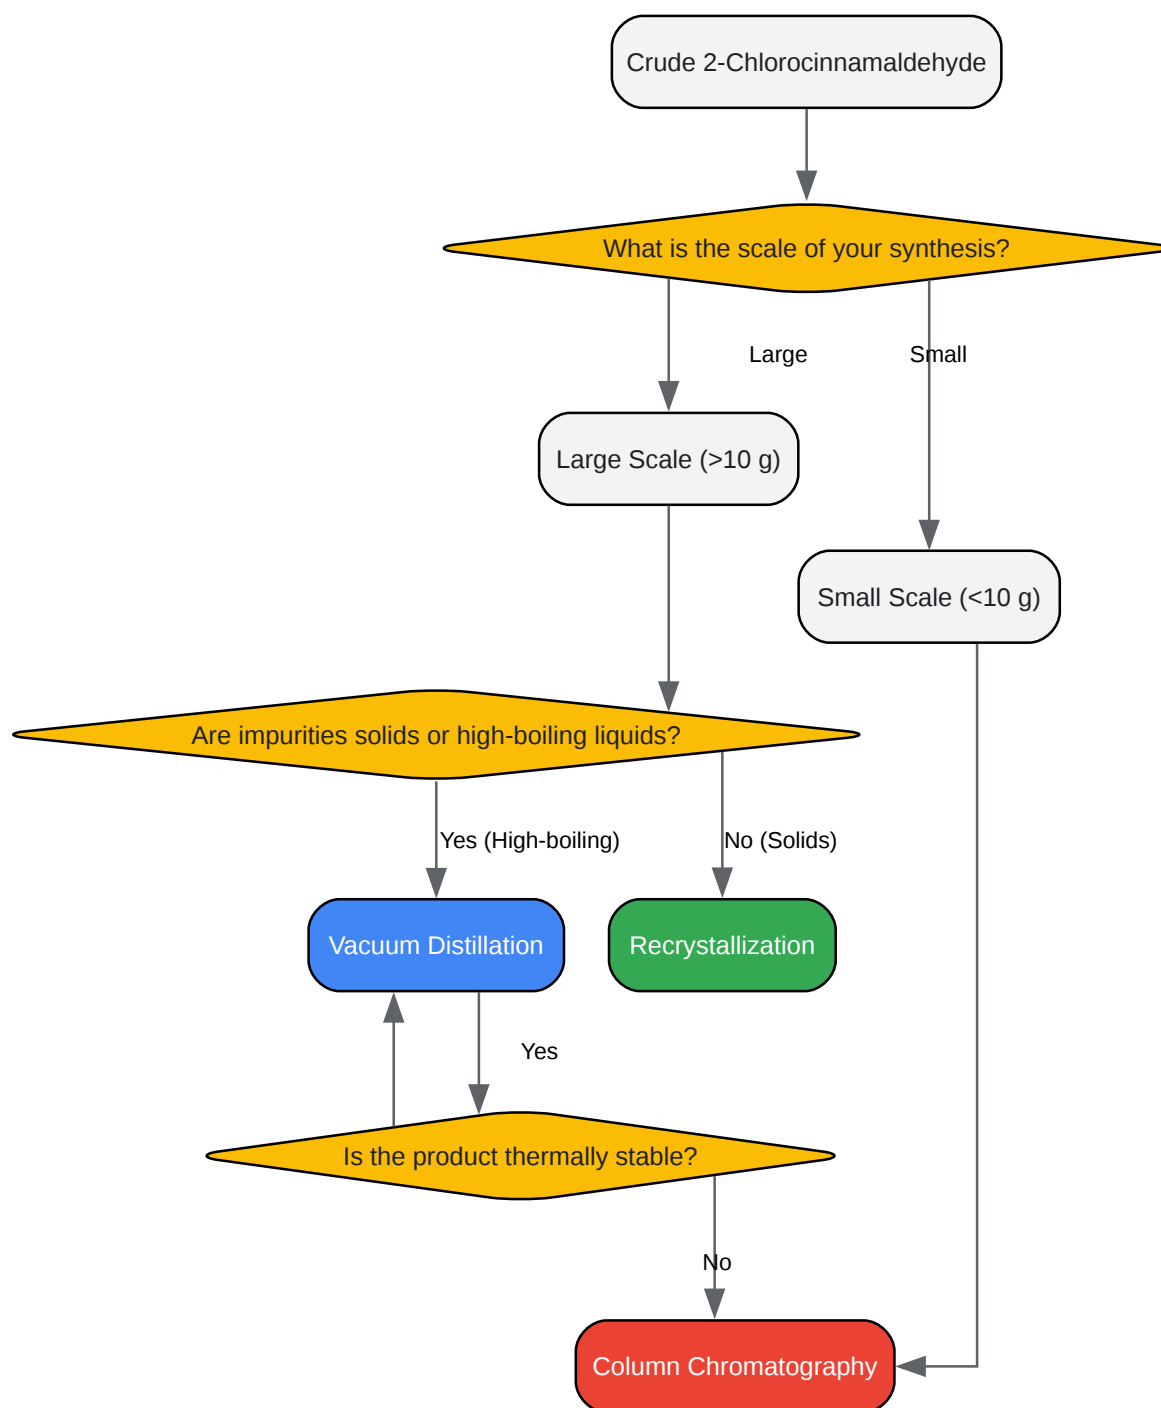 Crude 2-Chlorocinnamaldehyde
What is the scale of your synthesis?
Large
Small
Large Scale (>10 g)
Small Scale (<10 g)
Are impurities solids or high-boiling liquids?
Yes (High-boiling)
No (Solids)
Vacuum Distillation
Recrystallization
Yes
Is the product thermally stable?
No
Column Chromatography